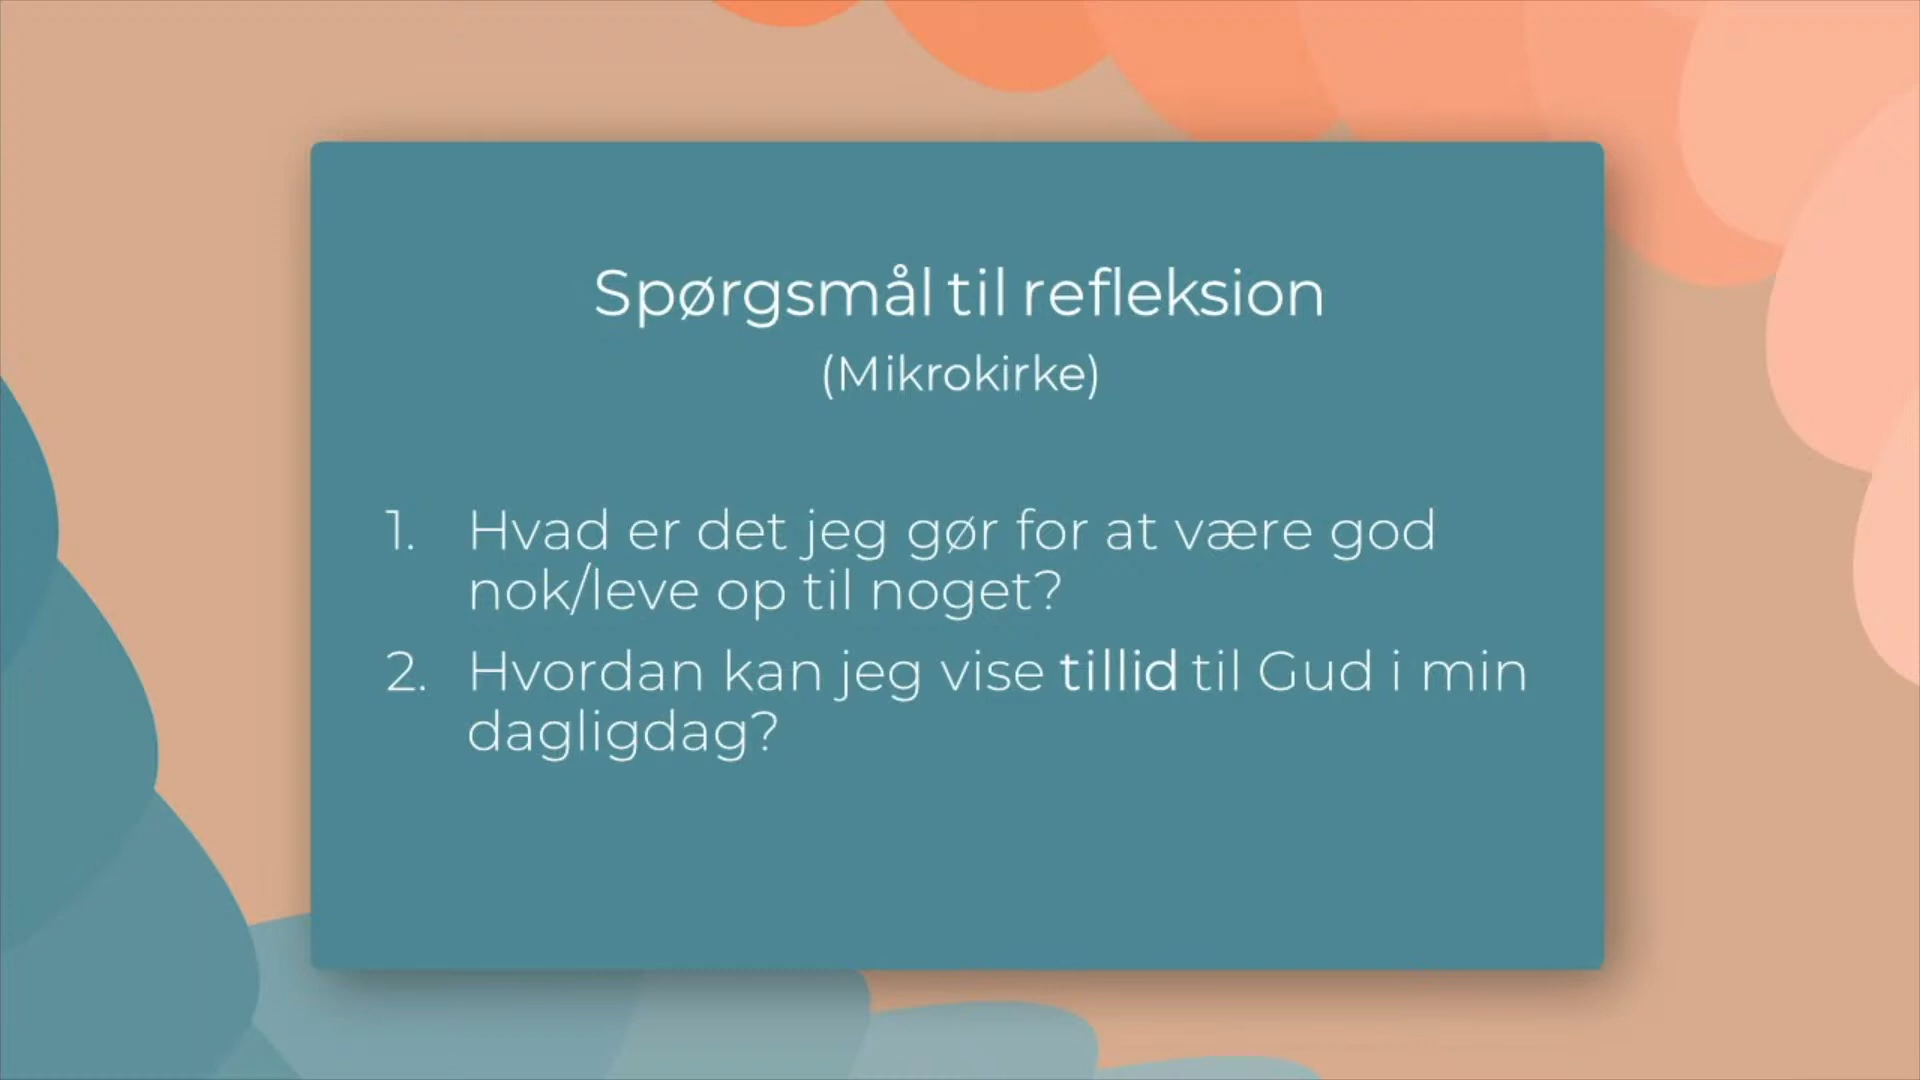 Spørgsmål til refleksion
(Mikrokirke)
1. Hvad er det jeg gør for at være god
nok/leve op til noget?
2. Hvordan kan jeg vise tillid til Gud i min
dagligdag?